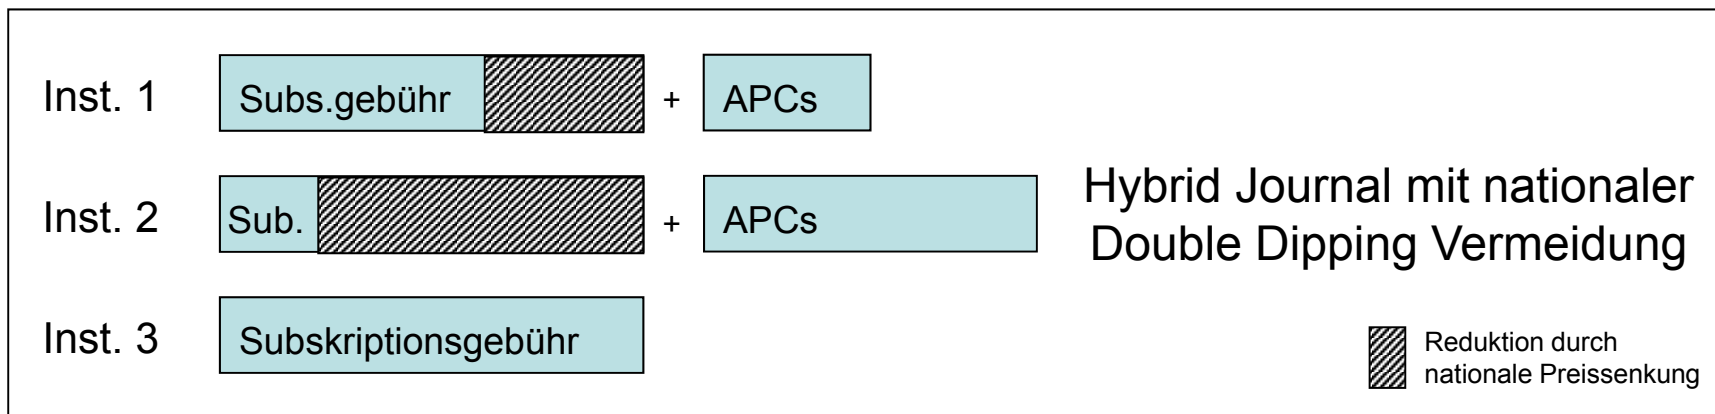 Inst. 1 Subs.gebühr + APCs
Inst. 2 Sub. + APCs
Hybrid Journal mit nationaler
Double Dipping Vermeidung
Inst. 3 Subskriptionsgebühr
Reduktion durch
nationale Preissenkung